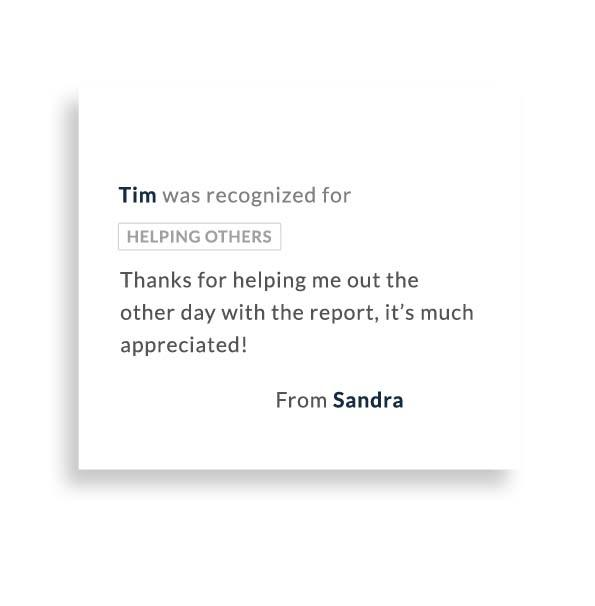 Tim was recognized for
HELPING OTHERS
Thanks for helping me out the
other day with the report, it’s much
appreciated!
From Sandra